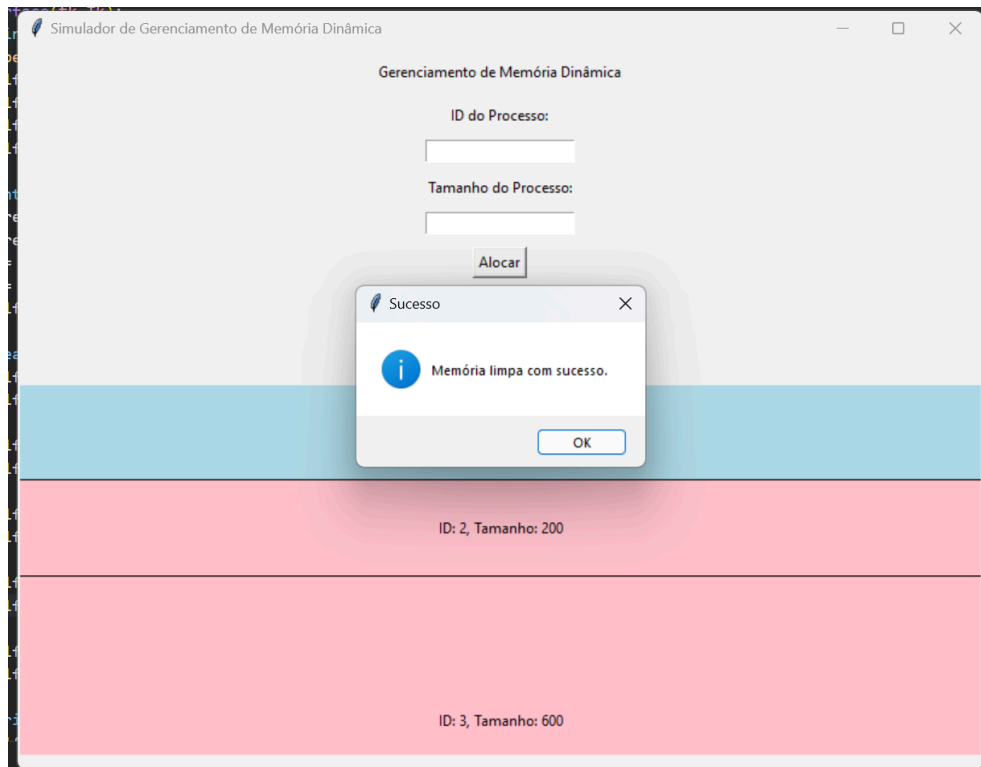 Simulador de Gerenciamento de Memória Dinâmica
Gerenciamento de Memória Dinâmica
ID do Processo:
Tamanho do Processo:
Alocar
Sucesso
Memória limpa com sucesso.
OK
ID: 2, Tamanho: 200
ID: 3, Tamanho: 600